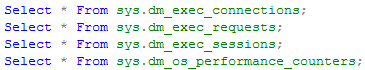 Select * From sys.dm_exec_connections;
Select * From sys.dm_exec_requests;
Select * From sys.dm_exec_sessions;
Select * From sys.dm_os_performance_counters;